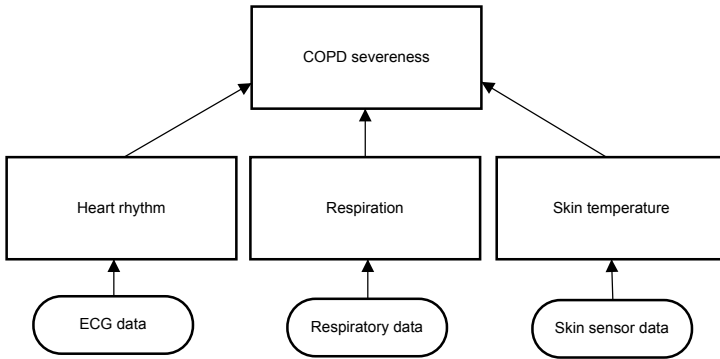 COPD severeness
Heart rhythm
Respiration
Skin temperature
ECG data
Respiratory data
Skin sensor data